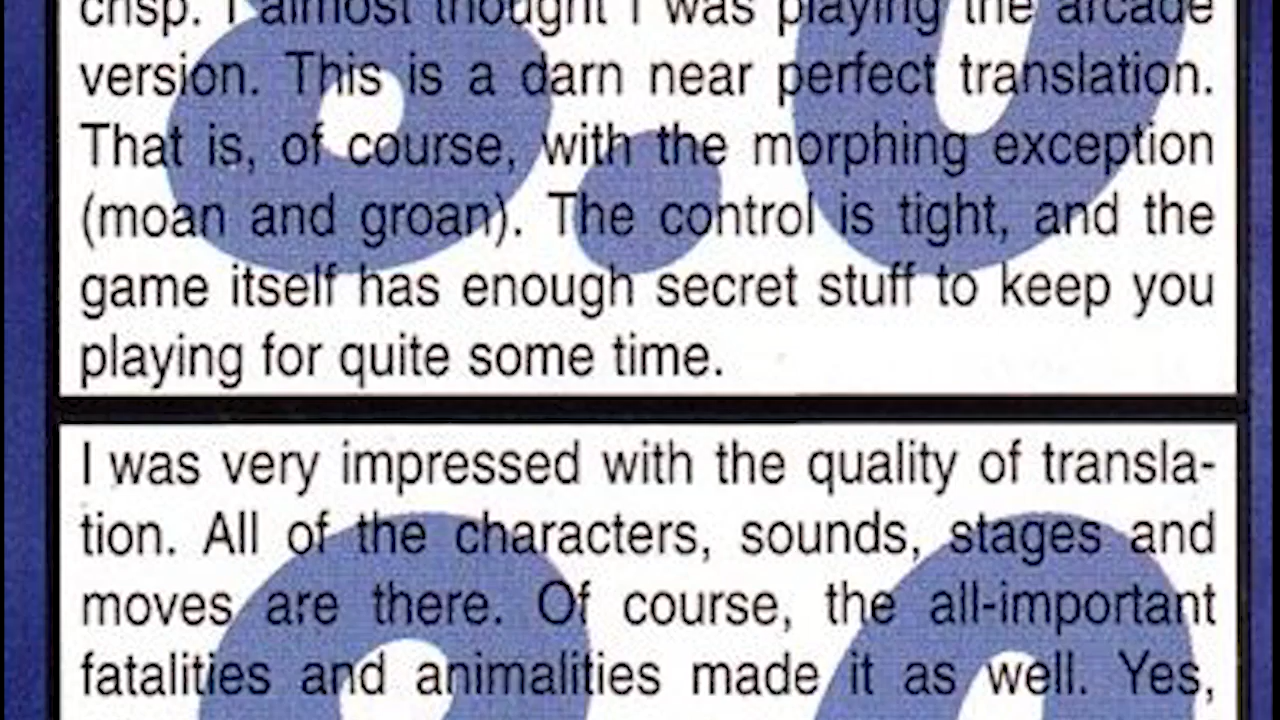 crisp. I almost thought I was playing the arcade
version. This is a darn near perfect translation.
That is, of course, with the morphing exception
(moan and groan). The control is tight, and the
game itself has enough secret stuff to keep you
playing for quite some time.
8.0
I was very impressed with the quality of transla-
tion. All of the characters, sounds, stages and
moves are there. Of course, the all-important
fatalities and animalities made it as well. Yes,